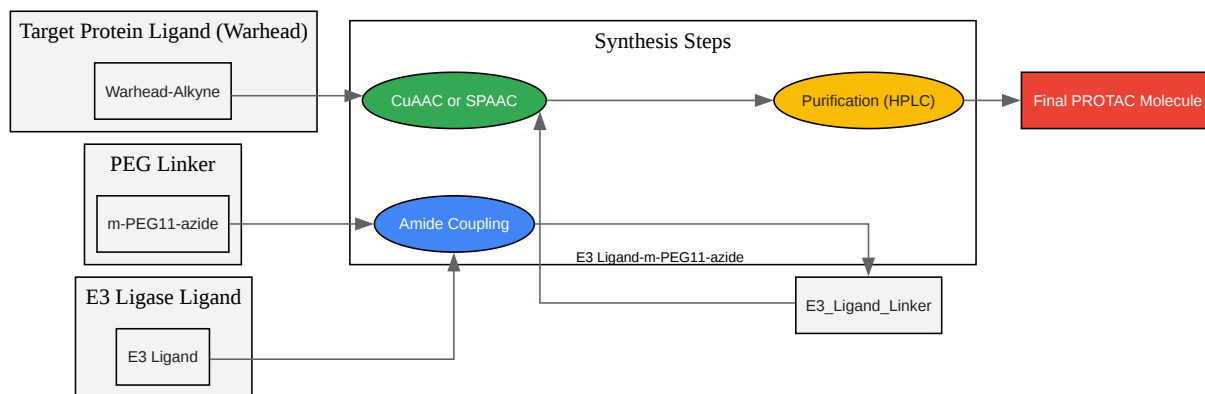 Target Protein Ligand (Warhead)
Warhead-Alkyne
Synthesis Steps
CuAAC or SPAAC
Purification (HPLC)
Final PROTAC Molecule
PEG Linker
m-PEG11-azide
Amide Coupling
E3 Ligand-m-PEG11-azide
E3 Ligase Ligand
E3 Ligand
E3_Ligand_Linker